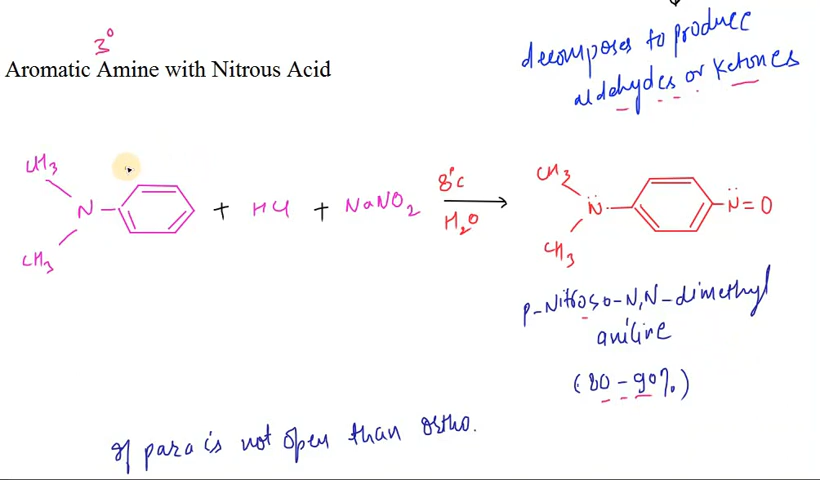 3°
Aromatic Amine with Nitrous Acid
decomposes to produce
aldehydes or ketones
CH3
N
CH3
+ HCl + NaNO2
8°c
H2O
CH3
N
CH3
N=O
p-Nitroso-N,N-dimethyl
aniline
(80-90%)
If para is not open than ortho.